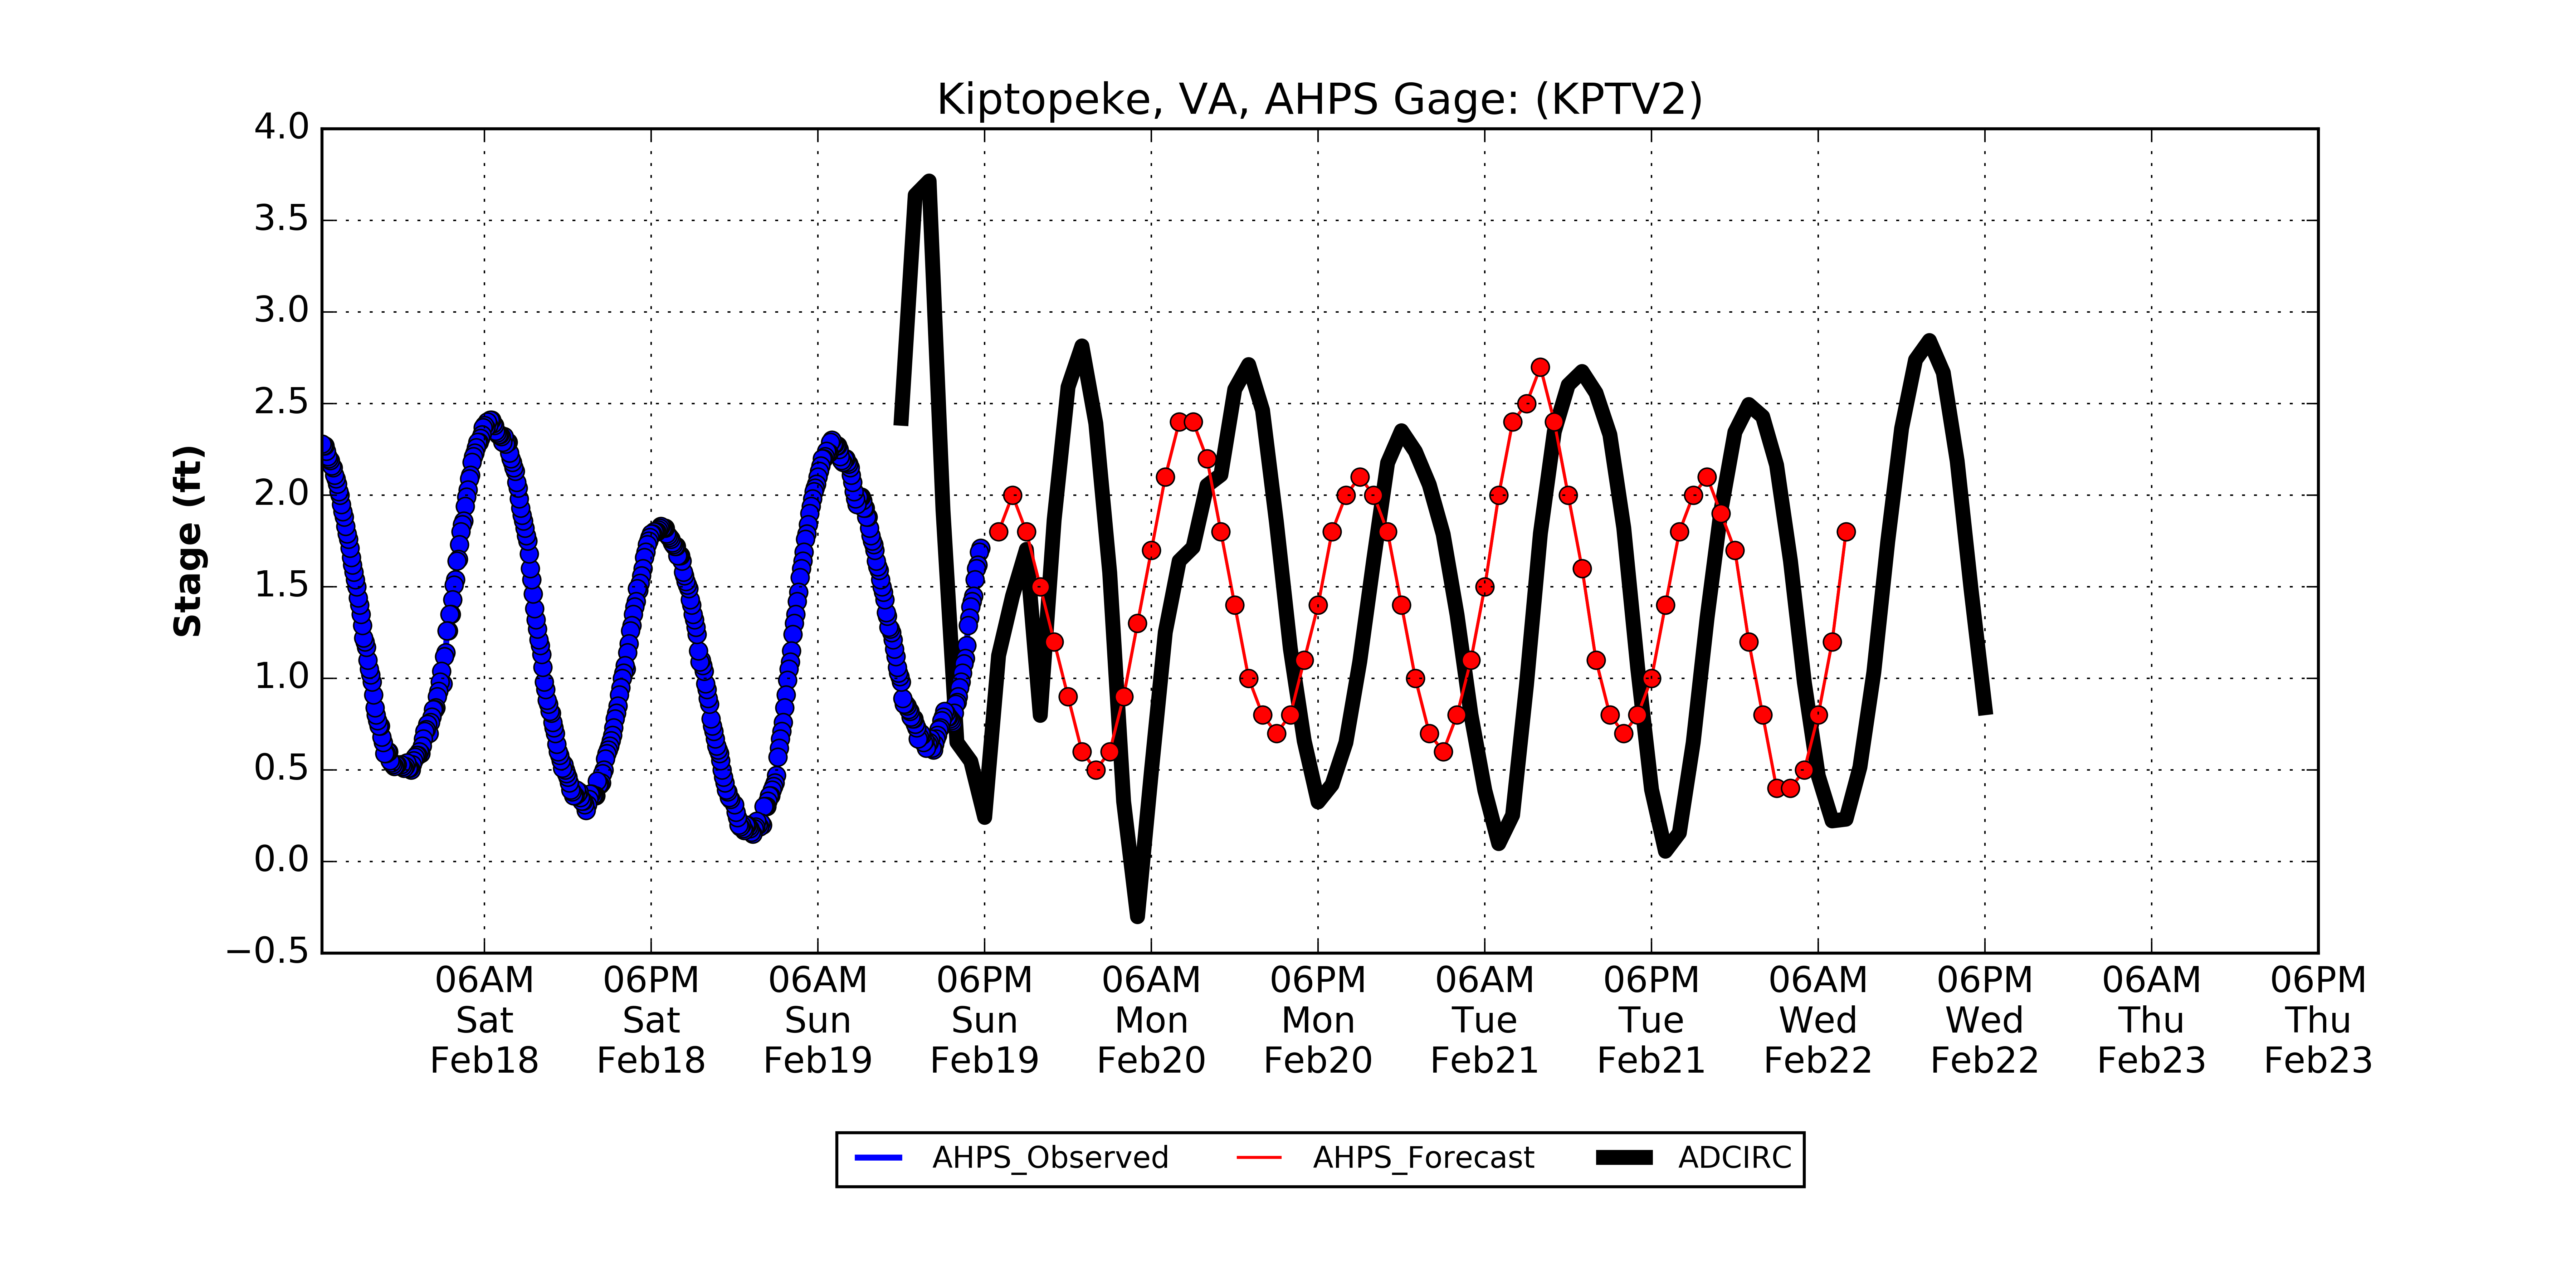 Kiptopeke, VA, AHPS Gage: (KPTV2)
4.0
3.5
3.0
2.5
2.0
1.5
1.0
0.5
0.0
−0.5
Stage (ft)
06AM 06PM 06AM 06PM 06AM 06PM 06AM 06PM 06AM 06PM 06AM 06PM
Sat Sat Sun Sun Mon Mon Tue Tue Wed Wed Thu Thu
Feb18 Feb18 Feb19 Feb19 Feb20 Feb20 Feb21 Feb21 Feb22 Feb22 Feb23 Feb23
AHPS_Observed AHPS_Forecast ADCIRC